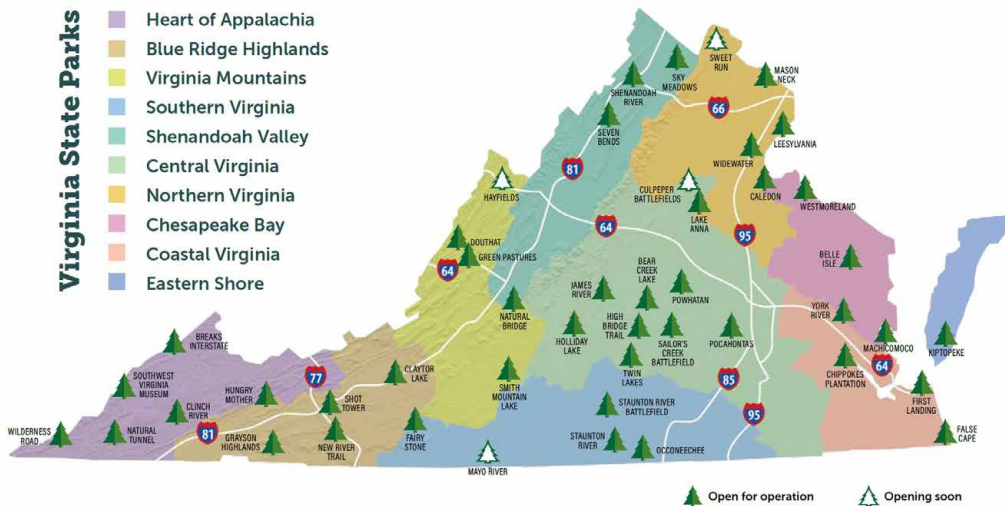 Virginia State Parks
Heart of Appalachia
Blue Ridge Highlands
Virginia Mountains
Southern Virginia
Shenandoah Valley
Central Virginia
Northern Virginia
Chesapeake Bay
Coastal Virginia
Eastern Shore
SWEET
RUN
SKY
MEADOWS
MASON
NECK
SHENANDOAH
RIVER
66
SEVEN
BENDS
LEESYLVANIA
WIDEWATER
81
HAYFIELDS
CULPEPER
BATTLEFIELDS
CALEDON
WESTMORELAND
LAKE
ANNA
64
95
DOUTHAT
GREEN PASTURES
64
BELLE
ISLE
BEAR
CREEK
LAKE
JAMES
RIVER
POWHATAN
NATURAL
BRIDGE
YORK
RIVER
HOLLIDAY
LAKE
HIGH
BRIDGE
TRAIL
SAILOR'S
CREEK
BATTLEFIELD
POCAHONTAS
MACHICOMOCO
KIPTOPEKE
BREAKS
INTERSTATE
TWIN
LAKES
64
CHIPPOKES
PLANTATION
CLAYTOR
LAKE
77
SMITH
MOUNTAIN
LAKE
85
SOUTHWEST
VIRGINIA
MUSEUM
HUNGRY
MOTHER
FIRST
LANDING
SHOT
TOWER
CLINCH
RIVER
STAUNTON RIVER
BATTLEFIELD
95
WILDERNESS
ROAD
NATURAL
TUNNEL
81
GRAYSON
HIGHLANDS
NEW RIVER
TRAIL
FAIRY
STONE
STAUNTON
RIVER
OCCONEECHEE
FALSE
CAPE
MAYO RIVER
Open for operation
Opening soon